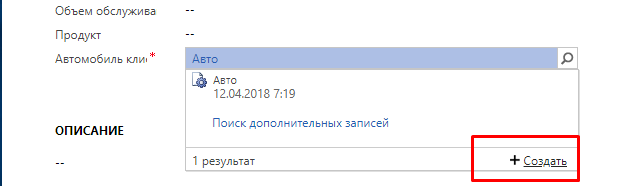 Объем обслужива --
Продукт --
Автомобиль кли* Авто
Авто
12.04.2018 7:19
Поиск дополнительных записей
ОПИСАНИЕ
1 результат + Создать
--